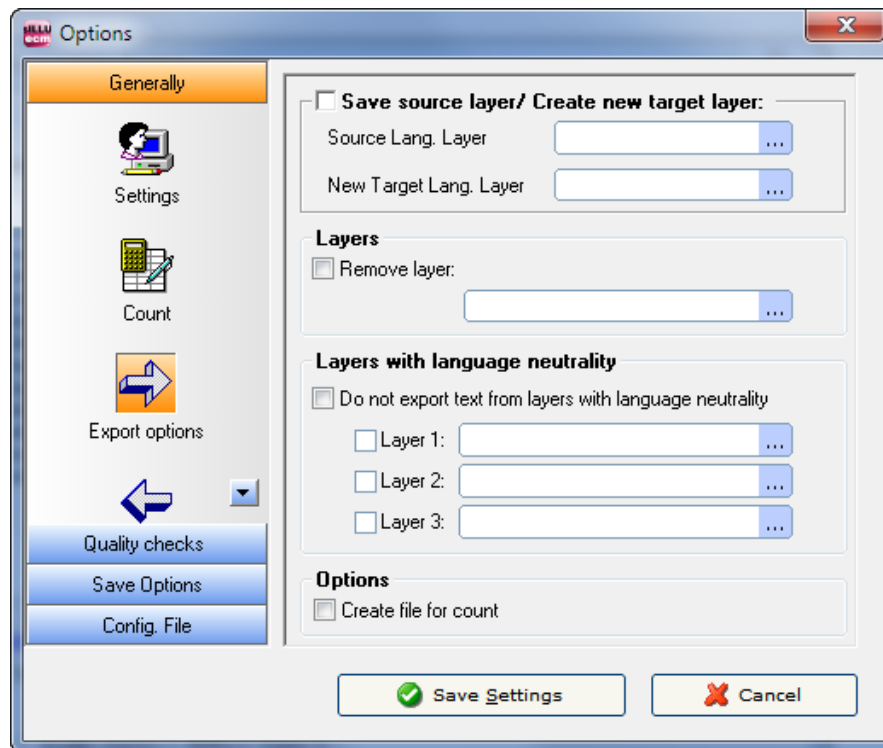 Options
Generally
Settings
Count
Export options
Quality checks
Save Options
Config. File
Save source layer/ Create new target layer:
Source Lang. Layer ...
New Target Lang. Layer ...
Layers
Remove layer:
...
Layers with language neutrality
Do not export text from layers with language neutrality
Layer 1: ...
Layer 2: ...
Layer 3: ...
Options
Create file for count
Save Settings
Cancel